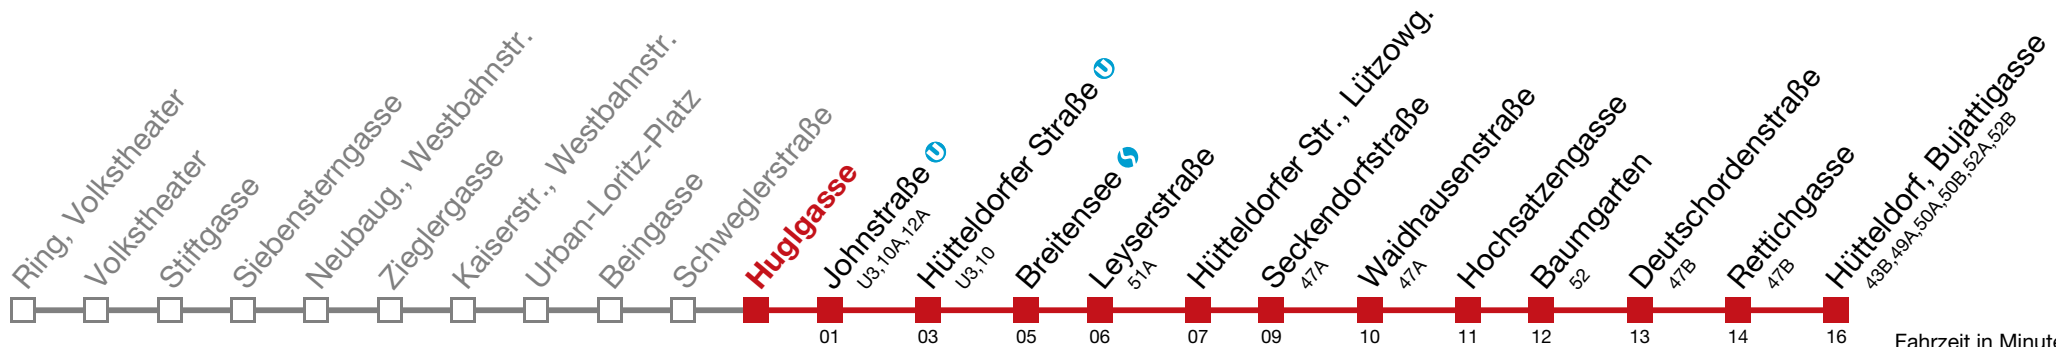 Ring, Volkstheater
Volkstheater
Stiftgasse
Siebensterngasse
Neubaug., Westbahnstr.
Zieglergasse
Kaiserstr., Westbahnstr.
Urban-Loritz-Platz
Beingasse
Schweglerstraße
Huglgasse
Johnstraße U
U3,10A,12A
Hütteldorfer Straße U
U3,10
Breitensee S
Leyserstraße
51A
Hütteldorfer Str., Lützowg.
Seckendorfstraße
47A
Waidhausenstraße
47A
Hochsatzengasse
Baumgarten
52
Deutschordenstraße
47B
Rettichgasse
47B
Hütteldorf, Bujattigasse
43B,49A,50A,50B,52A,52B
01 03 05 06 07 09 10 11 12 13 14 16
Fahrzeit in Minute